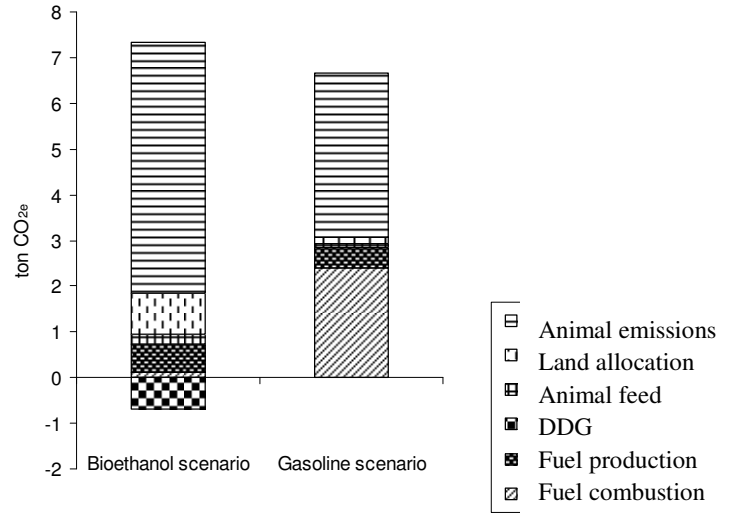 8
7
6
5
4
3
2
1
0
-1
-2
ton CO2e
Bioethanol scenario
Gasoline scenario
Animal emissions
Land allocation
Animal feed
DDG
Fuel production
Fuel combustion